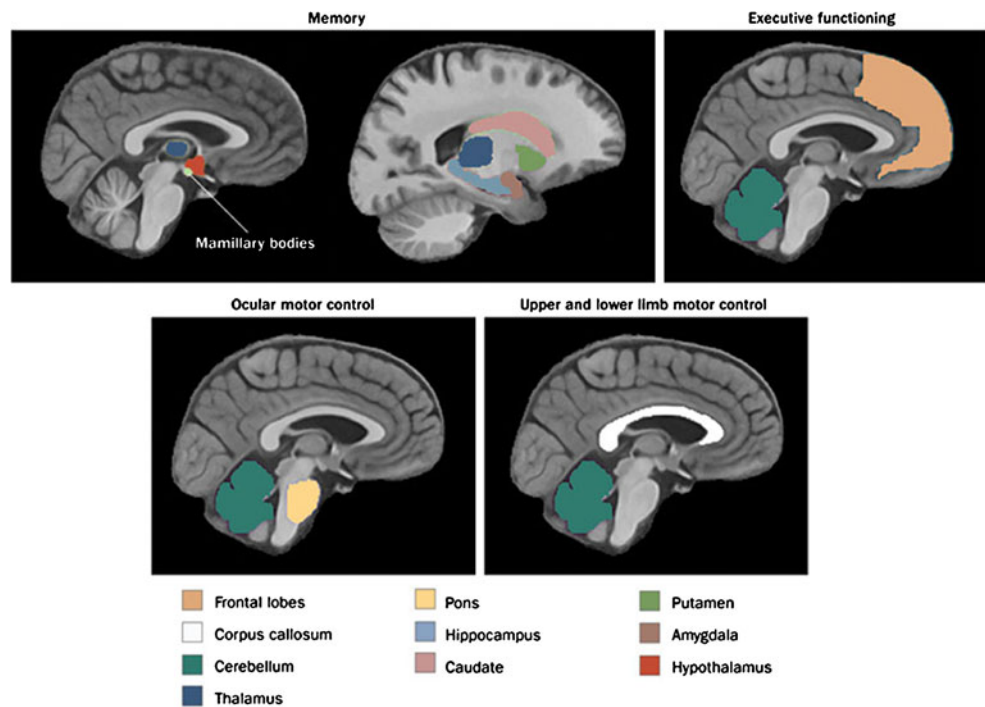 Memory
Executive functioning
Mamillary bodies
Ocular motor control
Upper and lower limb motor control
Frontal lobes
Pons
Putamen
Corpus callosum
Hippocampus
Amygdala
Cerebellum
Caudate
Hypothalamus
Thalamus